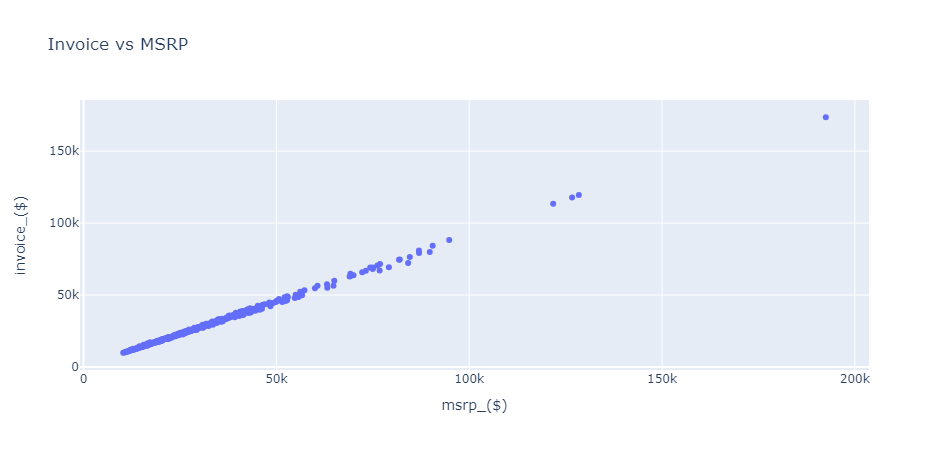 Invoice vs MSRP
invoice_($)
150k
100k
50k
0
0 50k 100k 150k 200k
msrp_($)